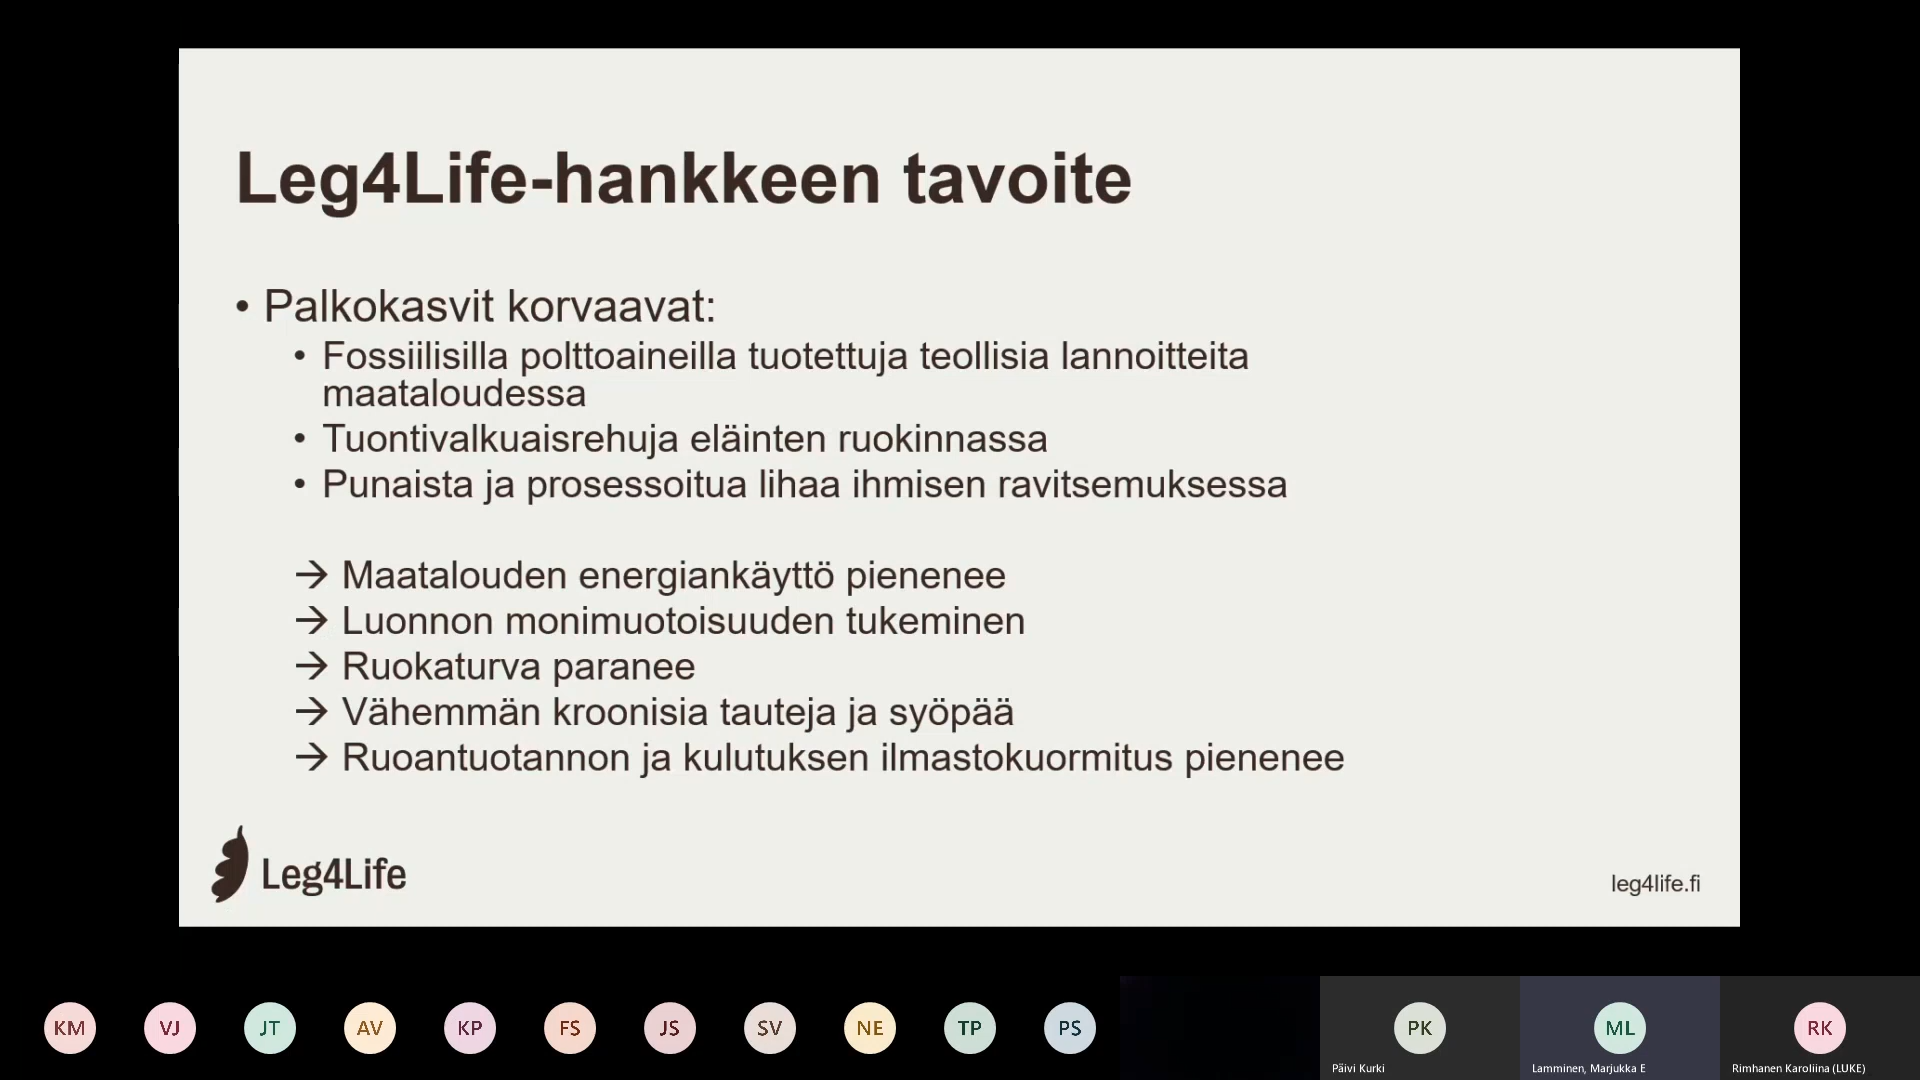 Leg4Life-hankkeen tavoite
• Palkokasvit korvaavat:
• Fossiilisilla polttoaineilla tuotettuja teollisia lannoitteita
maataloudessa
• Tuontivalkuaisrehuja eläinten ruokinnassa
• Punaista ja prosessoitua lihaa ihmisen ravitsemuksessa
→ Maatalouden energiankäyttö pienenee
→ Luonnon monimuotoisuuden tukeminen
→ Ruokaturva paranee
→ Vähemmän kroonisia tauteja ja syöpää
→ Ruoantuotannon ja kulutuksen ilmastokuormitus pienenee
Leg4Life
leg4life.fi
KM VJ JT AV KP FS JS SV NE TP PS PK ML RK
Päivi Kurki Lamminen, Marjukka E Rimhanen Karoliina (LUKE)